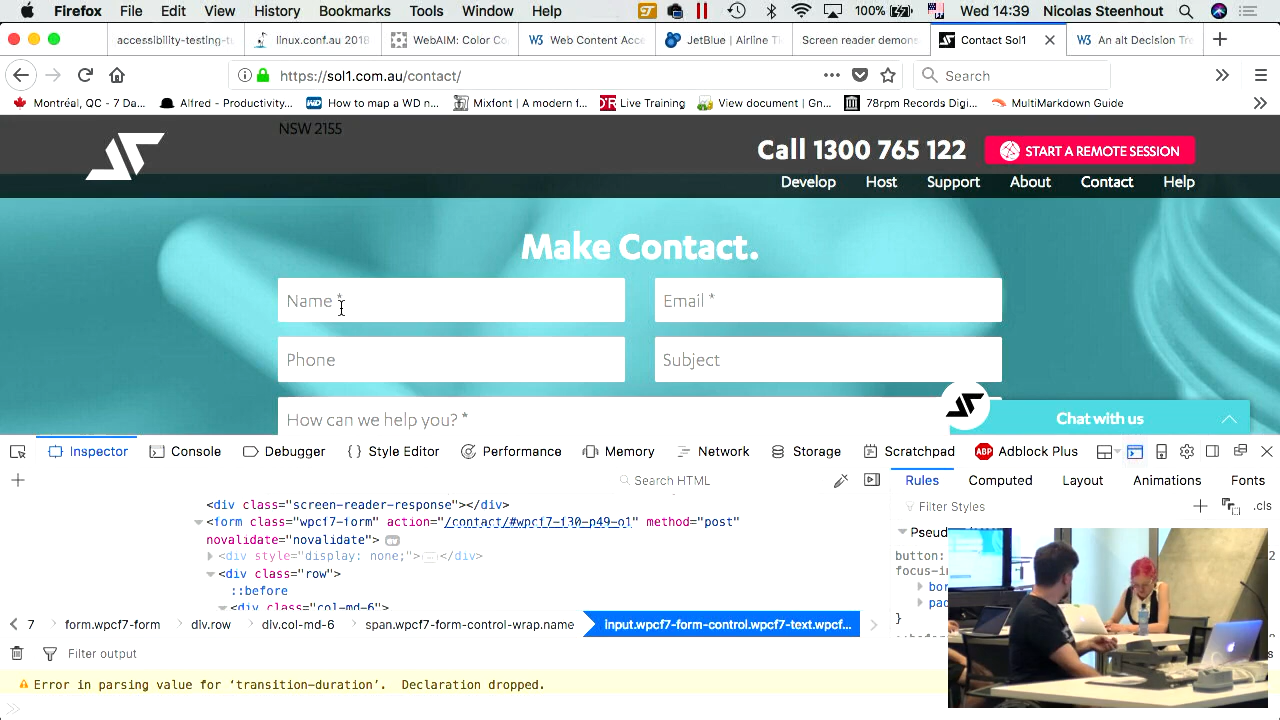 Firefox File Edit View History Bookmarks Tools Window Help 100% Wed 14:39 Nicolas Steenhout
accessibility-testing-tu linux.conf.au 2018 WebAIM: Color Co Web Content Acce JetBlue | Airline Ti Screen reader demons Contact Sol1 An alt Decision Tre
https://sol1.com.au/contact/ Search
Montréal, QC - 7 Da... Alfred - Productivity... How to map a WD n... Mixfont | A modern f... Live Training View document | Gn... 78rpm Records Digi... MultiMarkdown Guide
NSW 2155
Call 1300 765 122 START A REMOTE SESSION
Develop Host Support About Contact Help
Make Contact.
Name * Email *
Phone Subject
How can we help you? *
Chat with us
Inspector Console Debugger Style Editor Performance Memory Network Storage Scratchpad Adblock Plus
Search HTML Rules Computed Layout Animations Fonts
Filter Styles .cls
<div class="screen-reader-response"></div>
<form class="wpcf7-form" action="/contact/#wpcf7-f30-p49-o1" method="post"
novalidate="novalidate">
<div style="display: none;"></div>
<div class="row">
::before
<div class="col-md-6">
Pseud
button:
focus-in
bor
pad
}
7 form.wpcf7-form div.row div.col-md-6 span.wpcf7-form-control-wrap.name input.wpcf7-form-control.wpcf7-text.wpcf...
Filter output
Error in parsing value for ‘transition-duration’. Declaration dropped.